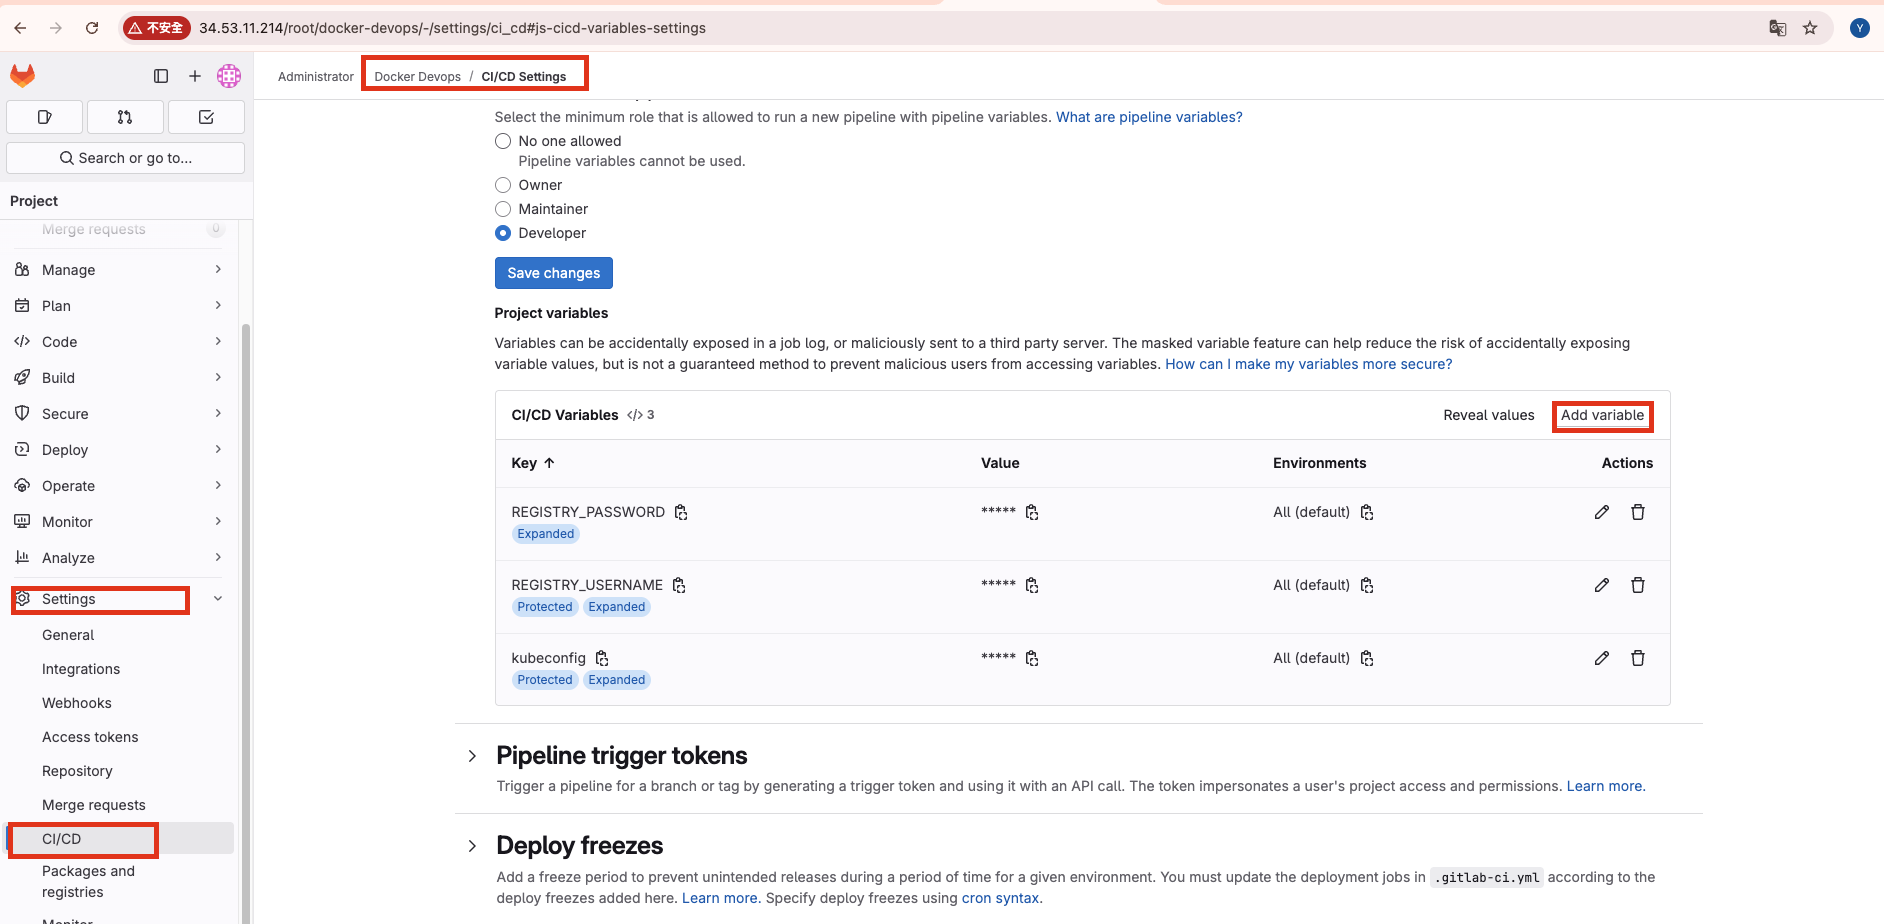 不安全 34.53.11.214/root/docker-devops/-/settings/ci_cd#js-cicd-variables-settings
Y
Administrator Docker Devops / CI/CD Settings
Search or go to...
Project
Merge requests 0
Manage
Plan
Code
Build
Secure
Deploy
Operate
Monitor
Analyze
Settings
General
Integrations
Webhooks
Access tokens
Repository
Merge requests
CI/CD
Packages and
registries
Monitor
Select the minimum role that is allowed to run a new pipeline with pipeline variables. What are pipeline variables?
No one allowed
Pipeline variables cannot be used.
Owner
Maintainer
Developer
Save changes
Project variables
Variables can be accidentally exposed in a job log, or maliciously sent to a third party server. The masked variable feature can help reduce the risk of accidentally exposing
variable values, but is not a guaranteed method to prevent malicious users from accessing variables. How can I make my variables more secure?
CI/CD Variables </> 3 Reveal values Add variable
Key ↑ Value Environments Actions
REGISTRY_PASSWORD ***** All (default)
Expanded
REGISTRY_USERNAME ***** All (default)
Protected Expanded
kubeconfig ***** All (default)
Protected Expanded
Pipeline trigger tokens
Trigger a pipeline for a branch or tag by generating a trigger token and using it with an API call. The token impersonates a user's project access and permissions. Learn more.
Deploy freezes
Add a freeze period to prevent unintended releases during a period of time for a given environment. You must update the deployment jobs in .gitlab-ci.yml according to the
deploy freezes added here. Learn more. Specify deploy freezes using cron syntax.